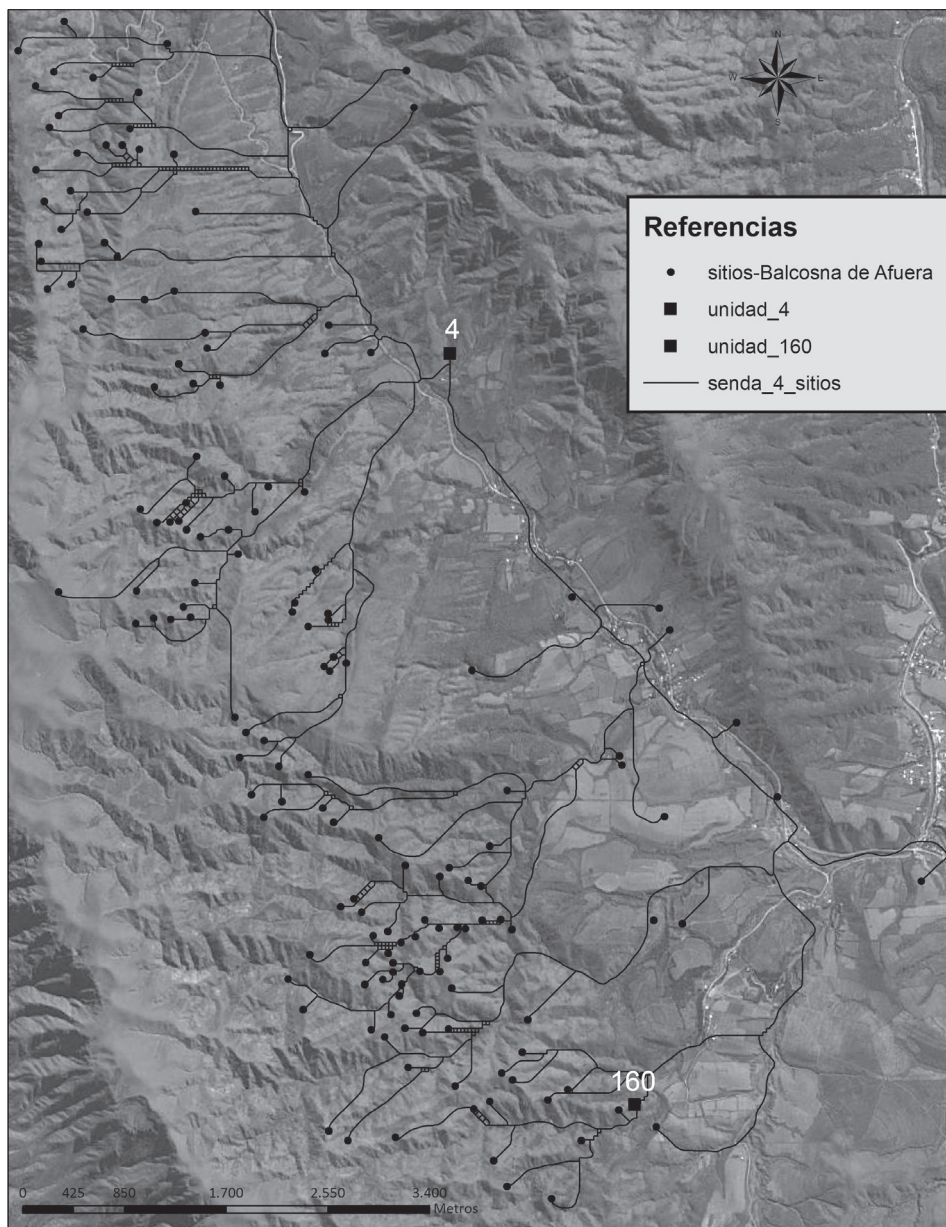 N
W E
S
Referencias
sitios-Balcosna de Afuera
unidad_4
unidad_160
senda_4_sitios
4
160
0 425 850 1.700 2.550 3.400
Metros